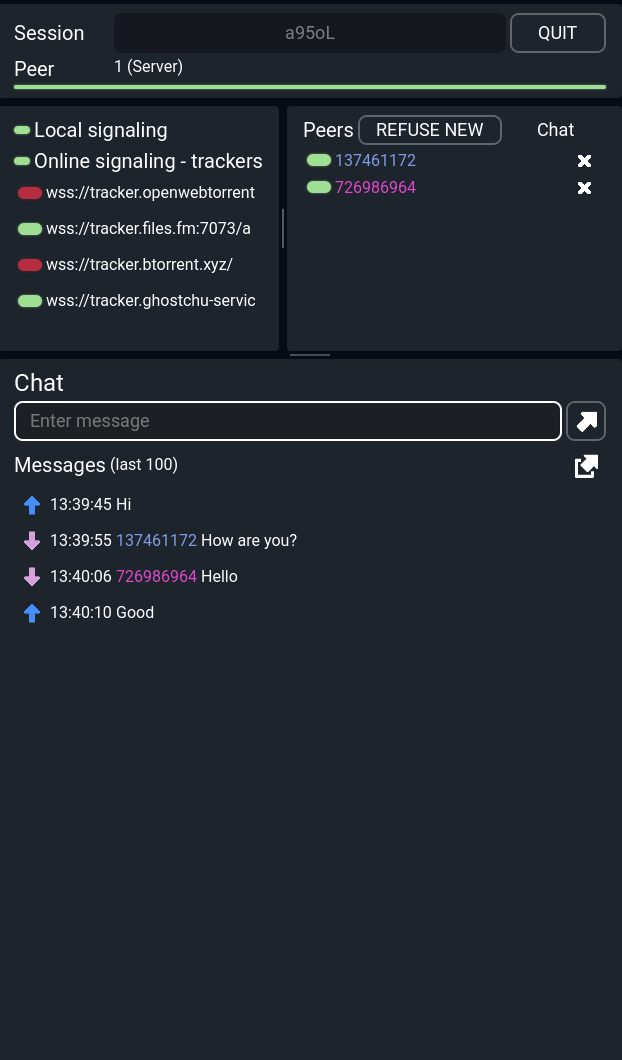 Session a95oL QUIT
Peer 1 (Server)
Local signaling
Online signaling - trackers
wss://tracker.openwebtorrent
wss://tracker.files.fm:7073/a
wss://tracker.btorrent.xyz/
wss://tracker.ghostchu-servic
Peers REFUSE NEW Chat
137461172
726986964
Chat
Enter message
Messages (last 100)
13:39:45 Hi
13:39:55 137461172 How are you?
13:40:06 726986964 Hello
13:40:10 Good